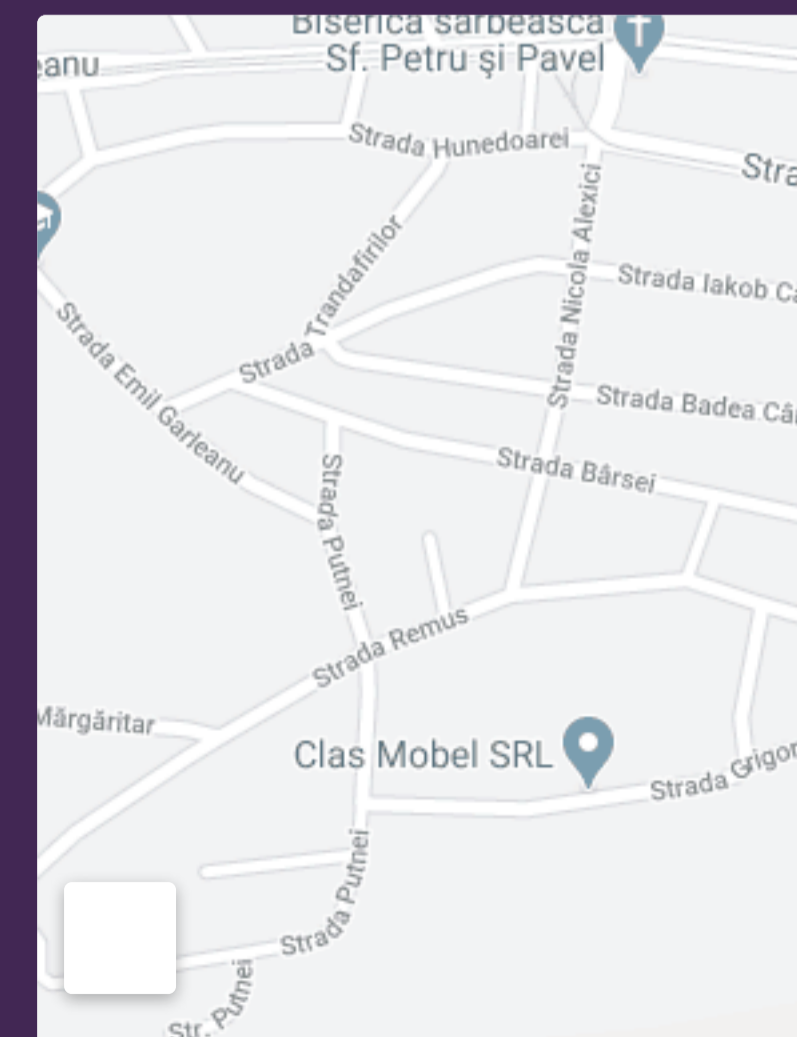 Biserica sârbească
Sf. Petru și Pavel
eanu
Strada Hunedoarei
Stra
Strada Nicola Alexici
Strada Trandafirilor
Strada Iakob Ca
Strada Emil Garleanu
Strada Badea Câ
Strada Bârsei
Strada Putnei
Strada Remus
Mărgăritar
Clas Mobel SRL
Strada Grigor
Strada Putnei
Str. Putnei